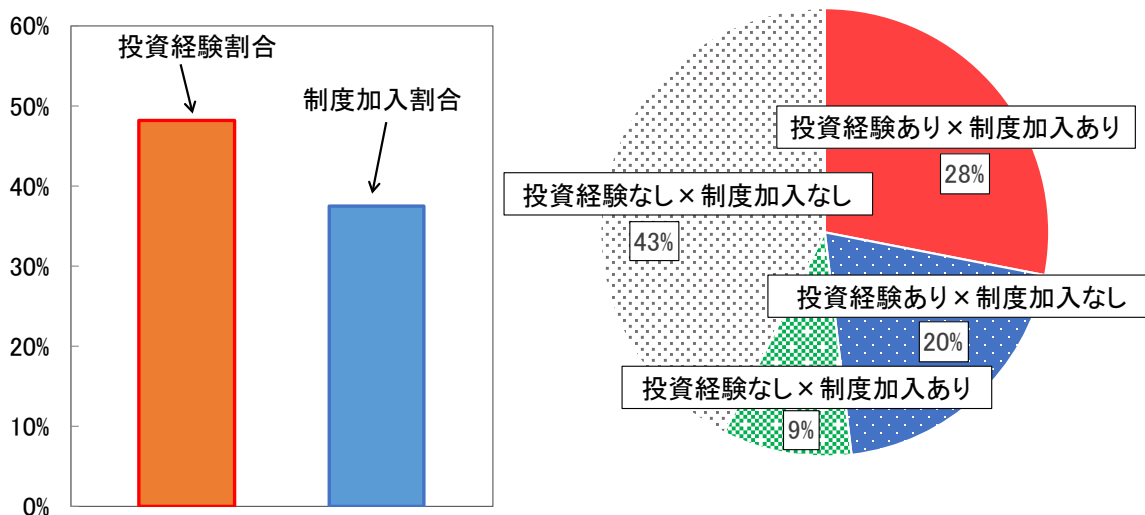 60%
50%
40%
30%
20%
10%
0%
投資経験割合
制度加入割合
投資経験あり×制度加入あり
28%
投資経験なし×制度加入なし
43%
投資経験あり×制度加入なし
20%
投資経験なし×制度加入あり
9%